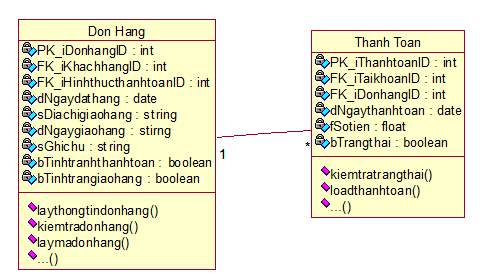 Don Hang
PK_iDonhangID : int
FK_iKhachhangID : int
FK_iHinhthucthanhtoanID : int
dNgaydathang : date
sDiachigiaohang : string
dNgaygiaohang : stirng
sGhichu : string
bTinhtranhthanhtoan : boolean
bTinhtrangiaohang : boolean
laythongtindonhang()
kiemtradonhang()
laymadonhang()
...()
1
*
Thanh Toan
PK_iThanhtoanID : int
FK_iTaikhoanID : int
FK_iDonhangID : int
dNgaythanhtoan : date
fSotien : float
bTrangthai : boolean
kiemtratrangthai()
loadthanhtoan()
...()